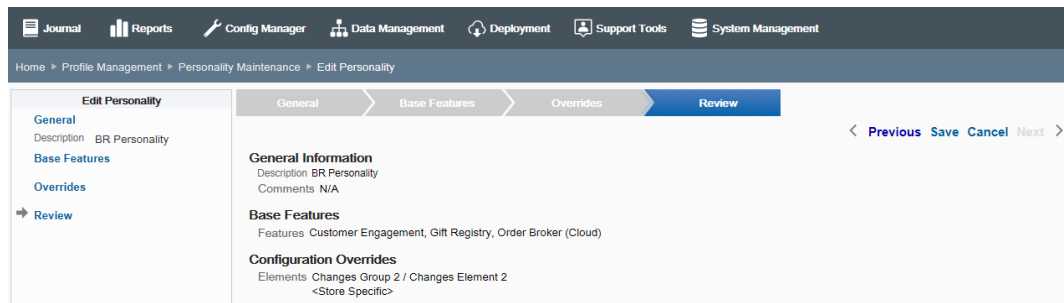 Journal Reports Config Manager Data Management Deployment Support Tools System Management
Home ▸ Profile Management ▸ Personality Maintenance ▸ Edit Personality
Edit Personality
General
Description BR Personality
Base Features
Overrides
Review
General Base Features Overrides Review
< Previous Save Cancel Next >
General Information
Description BR Personality
Comments N/A
Base Features
Features Customer Engagement, Gift Registry, Order Broker (Cloud)
Configuration Overrides
Elements Changes Group 2 / Changes Element 2
<Store Specific>